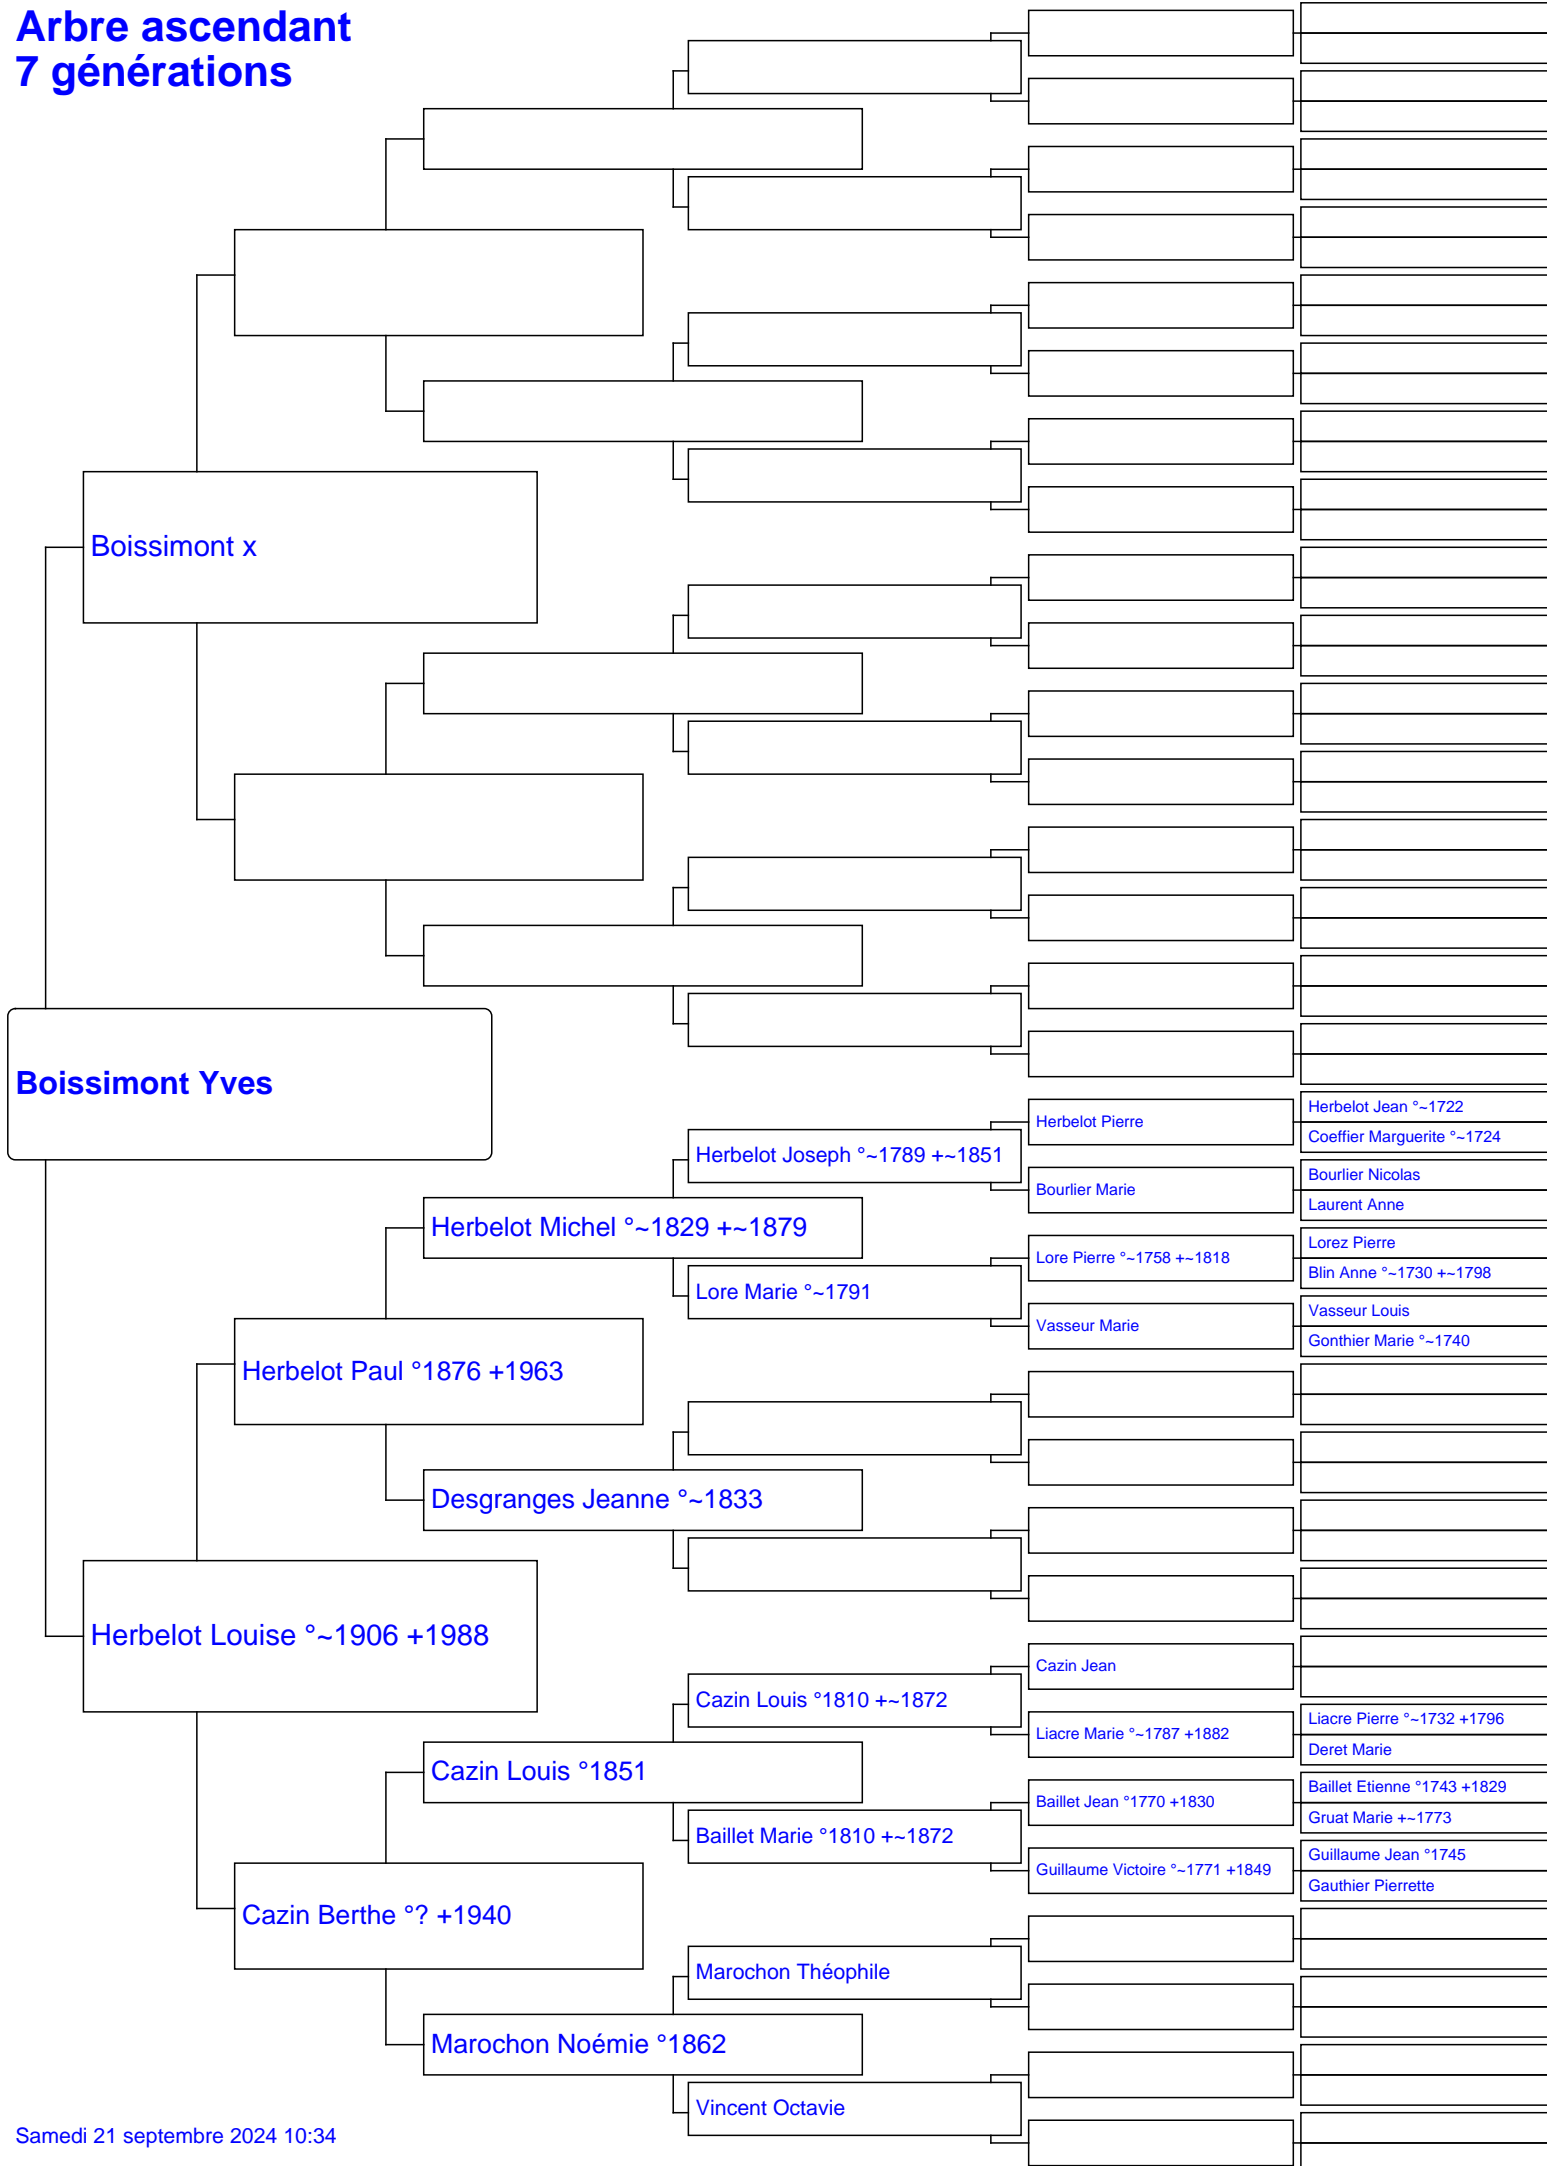 Arbre ascendant
7 générations
Boissimont x
Boissimont Yves
Herbelot Jean °~1722
Herbelot Pierre
Coeffier Marguerite °~1724
Herbelot Joseph °~1789 +~1851
Bourlier Nicolas
Bourlier Marie
Laurent Anne
Herbelot Michel °~1829 +~1879
Lorez Pierre
Lore Pierre °~1758 +~1818
Blin Anne °~1730 +~1798
Lore Marie °~1791
Vasseur Louis
Vasseur Marie
Gonthier Marie °~1740
Herbelot Paul °1876 +1963
Desgranges Jeanne °~1833
Herbelot Louise °~1906 +1988
Cazin Jean
Cazin Louis °1810 +~1872
Liacre Pierre °~1732 +1796
Liacre Marie °~1787 +1882
Deret Marie
Cazin Louis °1851
Baillet Etienne °1743 +1829
Baillet Jean °1770 +1830
Gruat Marie +~1773
Baillet Marie °1810 +~1872
Guillaume Jean °1745
Guillaume Victoire °~1771 +1849
Gauthier Pierrette
Cazin Berthe °? +1940
Marochon Théophile
Marochon Noémie °1862
Vincent Octavie
Samedi 21 septembre 2024 10:34